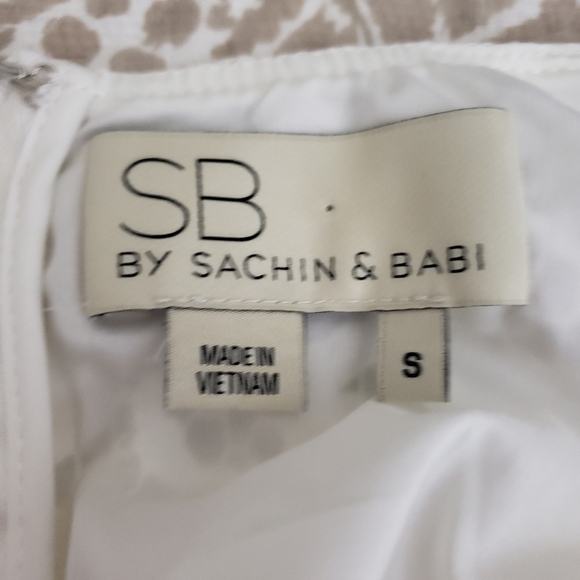 SB
BY SACHIN & BABI
MADE IN
VIETNAM
S